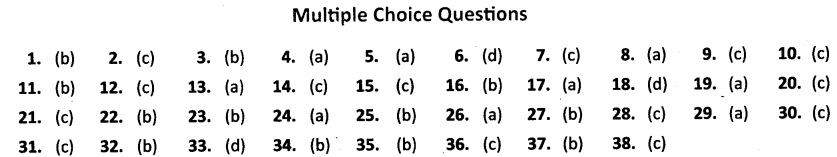 Multiple Choice Questions
1. (b) 2. (c) 3. (b) 4. (a) 5. (a) 6. (d) 7. (c) 8. (a) 9. (c) 10. (c)
11. (b) 12. (c) 13. (a) 14. (c) 15. (c) 16. (b) 17. (a) 18. (d) 19. (a) 20. (c)
21. (c) 22. (b) 23. (b) 24. (a) 25. (b) 26. (a) 27. (b) 28. (c) 29. (a) 30. (c)
31. (c) 32. (b) 33. (d) 34. (b) 35. (b) 36. (c) 37. (b) 38. (c)